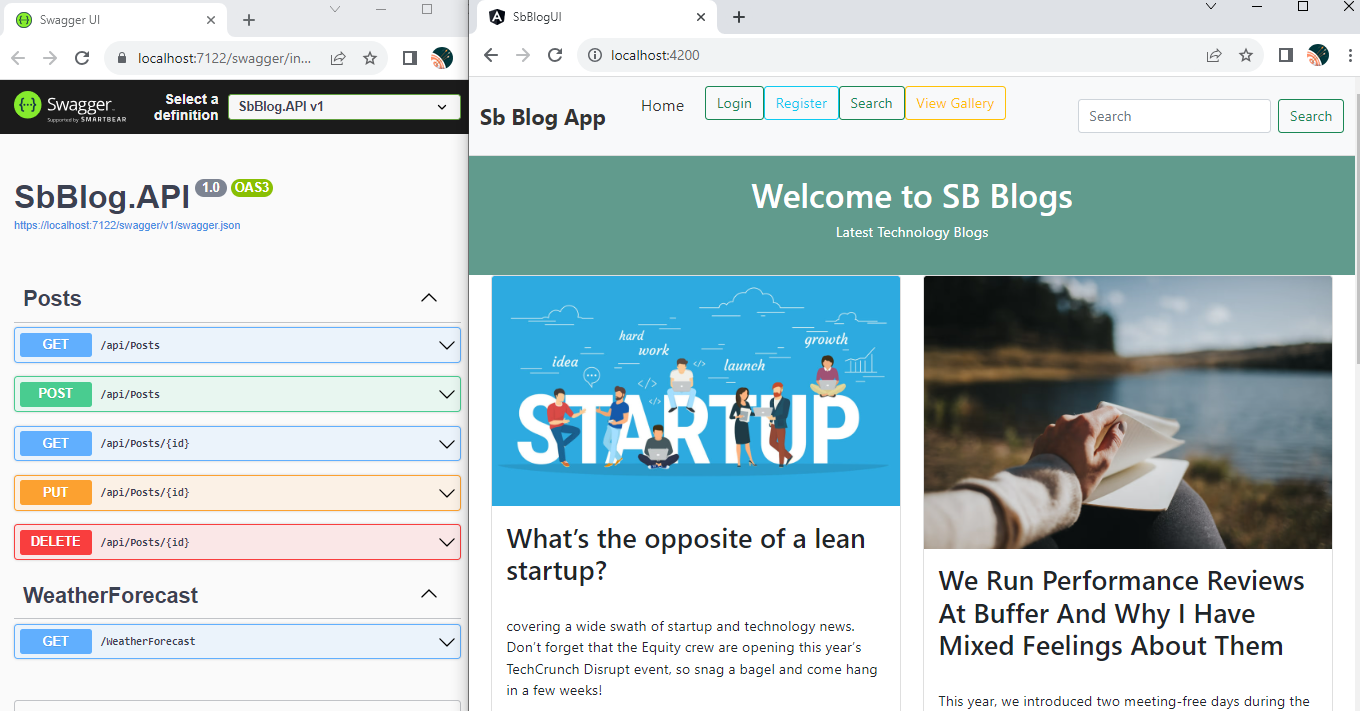 Swagger UI
localhost:7122/swagger/in...
Swagger
Supported by SMARTBEAR
Select a
definition
SbBlog.API v1
SbBlog.API 1.0 OAS3
https://localhost:7122/swagger/v1/swagger.json
Posts
GET /api/Posts
POST /api/Posts
GET /api/Posts/{id}
PUT /api/Posts/{id}
DELETE /api/Posts/{id}
WeatherForecast
GET /WeatherForecast
SbBlogUI
localhost:4200
Sb Blog App Home Login Register Search View Gallery Search Search
Welcome to SB Blogs
Latest Technology Blogs
idea
hard
work
launch
growth
STARTUP
What’s the opposite of a lean
startup?
covering a wide swath of startup and technology news.
Don’t forget that the Equity crew are opening this year’s
TechCrunch Disrupt event, so snag a bagel and come hang
in a few weeks!
We Run Performance Reviews
At Buffer And Why I Have
Mixed Feelings About Them
This year, we introduced two meeting-free days during the